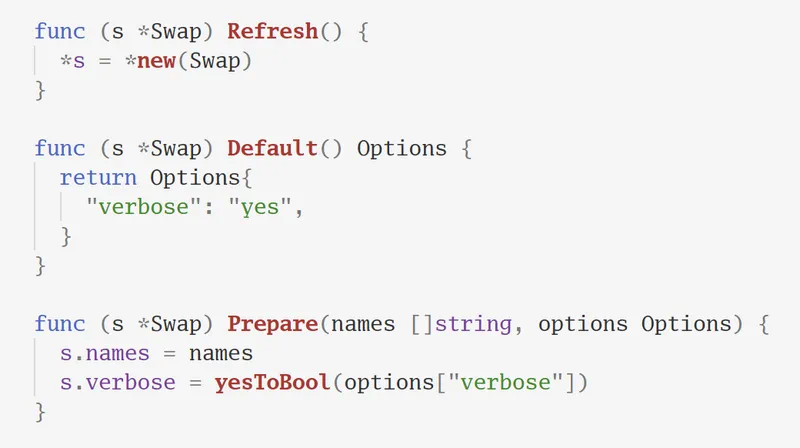 func (s *Swap) Refresh() {
  *s = *new(Swap)
}

func (s *Swap) Default() Options {
  return Options{
    "verbose": "yes",
  }
}

func (s *Swap) Prepare(names []string, options Options) {
  s.names = names
  s.verbose = yesToBool(options["verbose"])
}